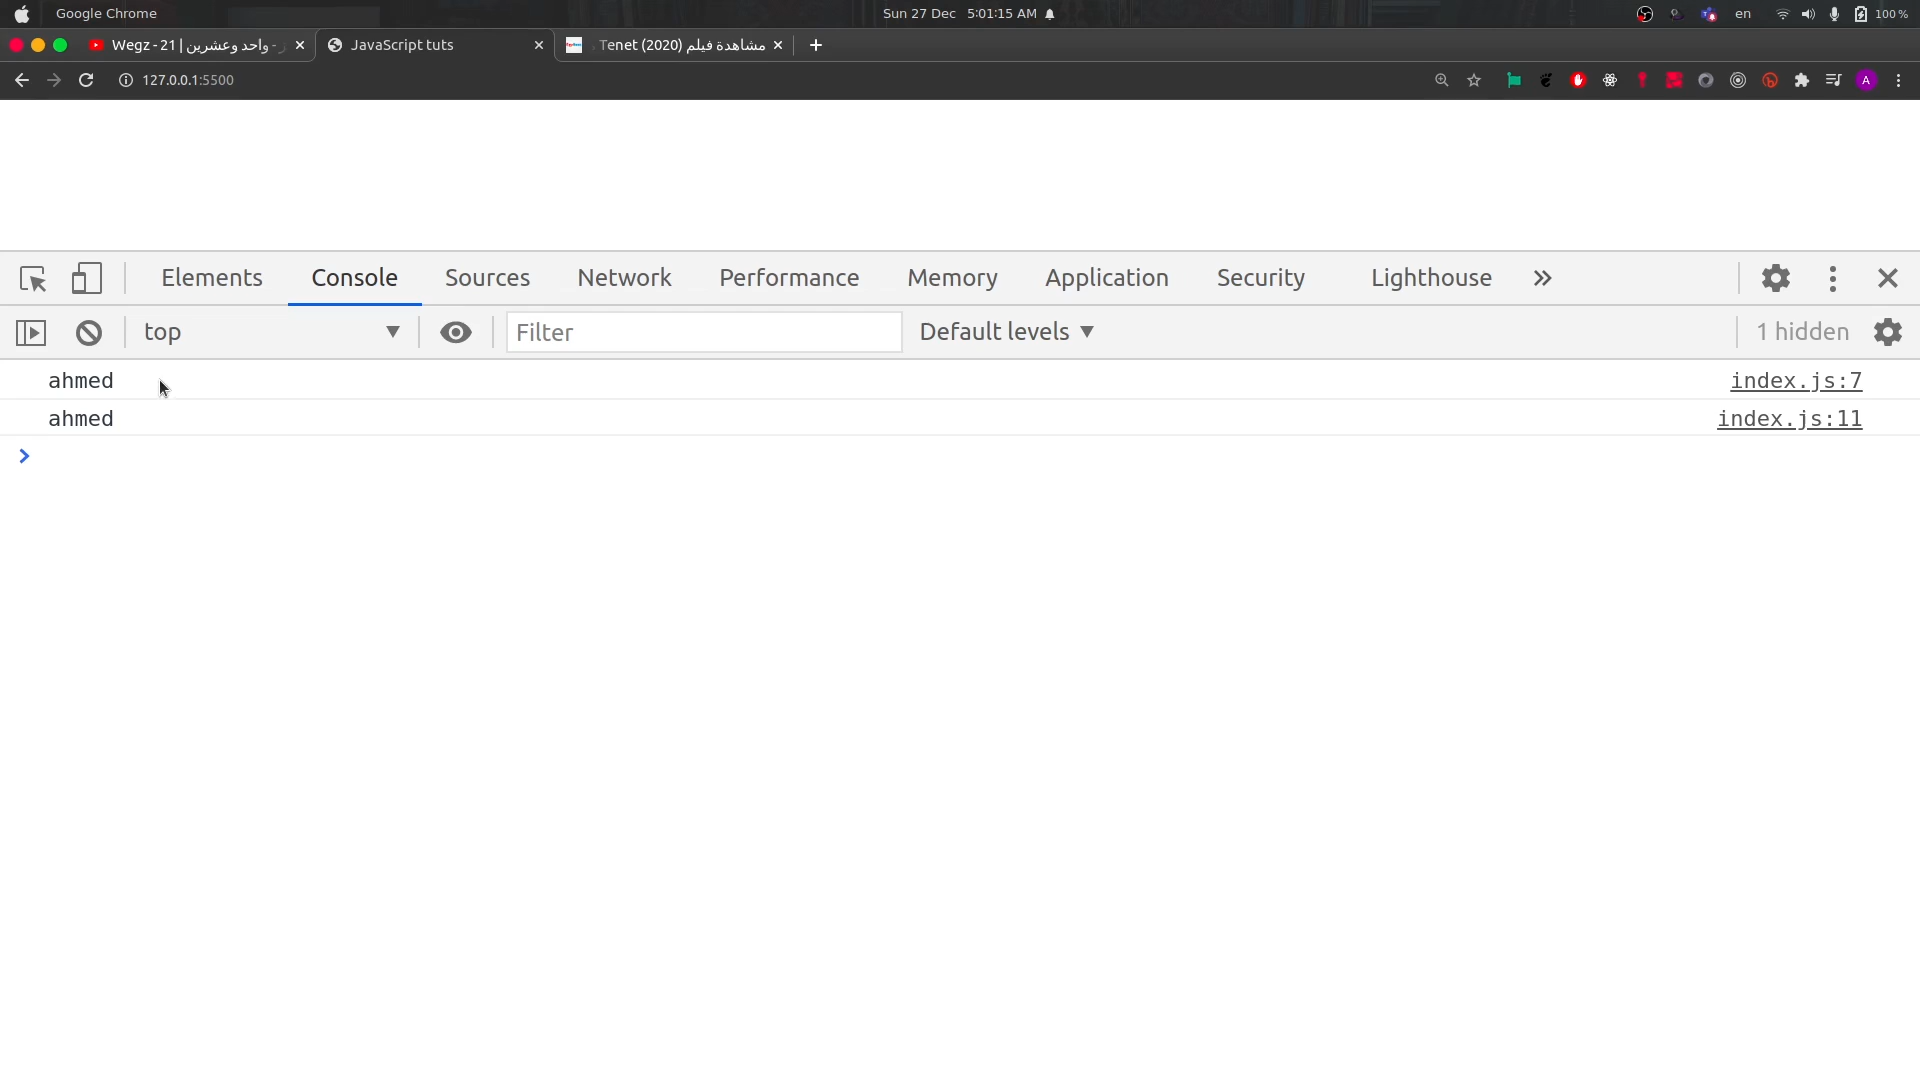 Google Chrome
Sun 27 Dec 5:01:15 AM
en
100 %
Wegz - 21 | واحد وعشرين -
JavaScript tuts
مشاهدة فيلم Tenet (2020)
127.0.0.1:5500
A
Elements
Console
Sources
Network
Performance
Memory
Application
Security
Lighthouse
top
Filter
Default levels
1 hidden
ahmed index.js:7
ahmed index.js:11